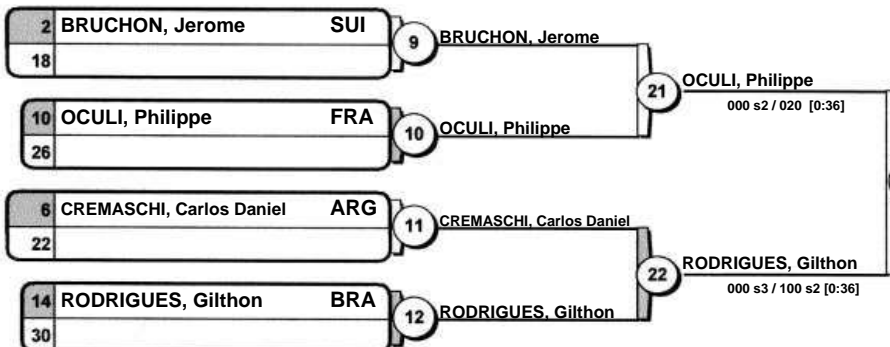 2 BRUCHON, Jerome SUI
18
9
BRUCHON, Jerome
10 OCULI, Philippe FRA
26
10
OCULI, Philippe
21
OCULI, Philippe
000 s2 / 020 [0:36]
6 CREMASCHI, Carlos Daniel ARG
22
11
CREMASCHI, Carlos Daniel
14 RODRIGUES, Gilthon BRA
30
12
RODRIGUES, Gilthon
22
RODRIGUES, Gilthon
000 s3 / 100 s2 [0:36]